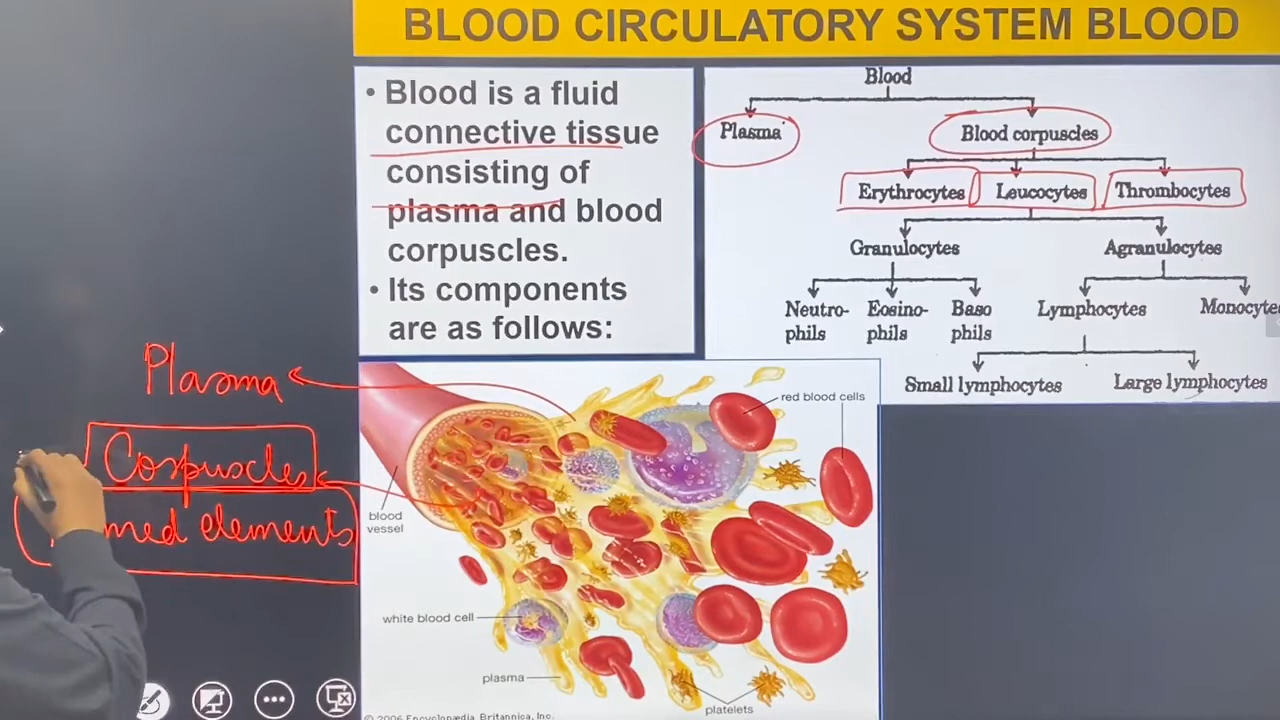 BLOOD CIRCULATORY SYSTEM BLOOD
• Blood is a fluid
connective tissue
consisting of
plasma and blood
corpuscles.
• Its components
are as follows:
Blood
Plasma Blood corpuscles
Erythrocytes Leucocytes Thrombocytes
Granulocytes Agranulocytes
Neutro- Eosino- Baso Lymphocytes Monocyte
phils phils phils
Small lymphocytes Large lymphocytes
Plasma
Corpuscles
med elements
red blood cells
blood
vessel
white blood cell
plasma
platelets
© 2006 Encyclopædia Britannica, Inc.